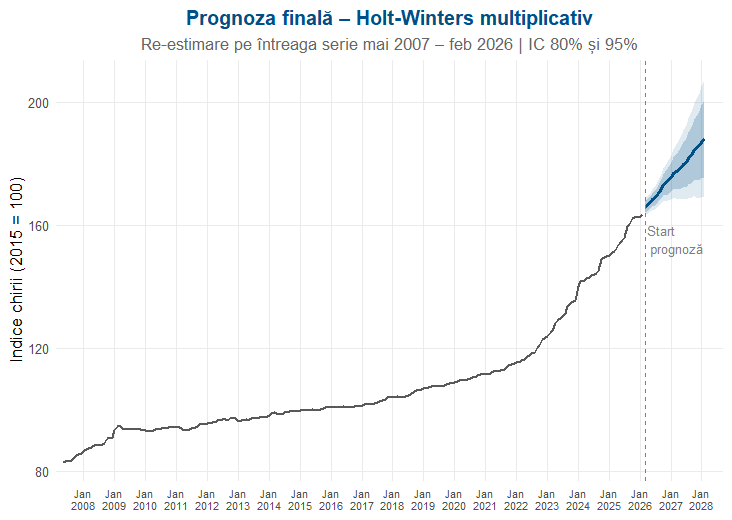 Prognoza finală – Holt-Winters multiplicativ
Re-estimare pe întreaga serie mai 2007 – feb 2026 | IC 80% și 95%
Indice chirii (2015 = 100)
200
160
120
80
Start
prognoză
Jan Jan Jan Jan Jan Jan Jan Jan Jan Jan Jan Jan Jan Jan Jan Jan Jan Jan Jan Jan Jan
2008 2009 2010 2011 2012 2013 2014 2015 2016 2017 2018 2019 2020 2021 2022 2023 2024 2025 2026 2027 2028